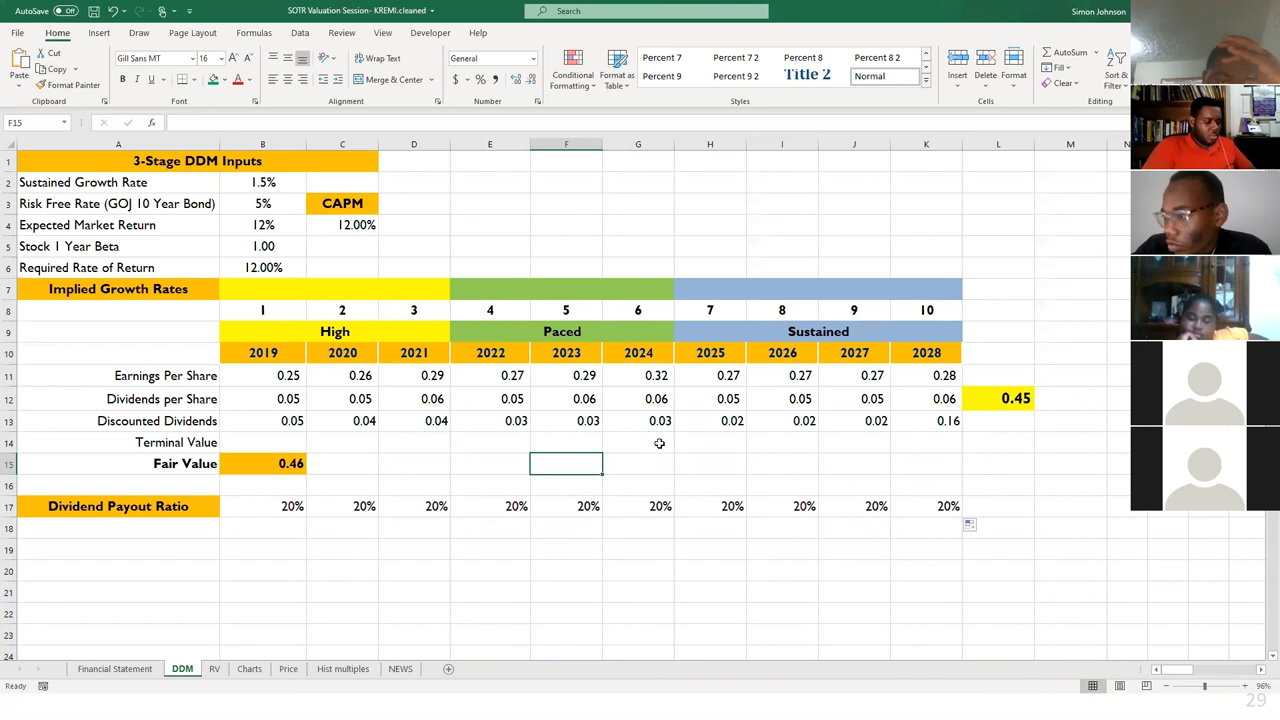 AutoSave Off SOTR Valuation Session- KREMI.cleaned Search Simon Johnson
File Home Insert Draw Page Layout Formulas Data Review View Developer Help
Paste Cut Copy Format Painter Clipboard
Gill Sans MT 16 B I U Font
Wrap Text Merge & Center Alignment
General $ % Number
Conditional Formatting Format as Table
Percent 7 Percent 7 2 Percent 8 Percent 8 2
Percent 9 Percent 9 2 Title 2 Normal
Styles
Insert Delete Format Cells
AutoSum Fill Clear Sort & Filter Editing
F15 fx
A B C D E F G H I J K L M N
1 3-Stage DDM Inputs
2 Sustained Growth Rate 1.5%
3 Risk Free Rate (GOJ 10 Year Bond) 5% CAPM
4 Expected Market Return 12% 12.00%
5 Stock 1 Year Beta 1.00
6 Required Rate of Return 12.00%
7 Implied Growth Rates
8 1 2 3 4 5 6 7 8 9 10
9 High Paced Sustained
10 2019 2020 2021 2022 2023 2024 2025 2026 2027 2028
11 Earnings Per Share 0.25 0.26 0.29 0.27 0.29 0.32 0.27 0.27 0.27 0.28
12 Dividends per Share 0.05 0.05 0.06 0.05 0.06 0.06 0.05 0.05 0.05 0.06 0.45
13 Discounted Dividends 0.05 0.04 0.04 0.03 0.03 0.03 0.02 0.02 0.02 0.16
14 Terminal Value
15 Fair Value 0.46
16
17 Dividend Payout Ratio 20% 20% 20% 20% 20% 20% 20% 20% 20% 20%
18
19
20
21
22
23
24
Financial Statement DDM RV Charts Price Hist multiples NEWS
Ready 96%
29